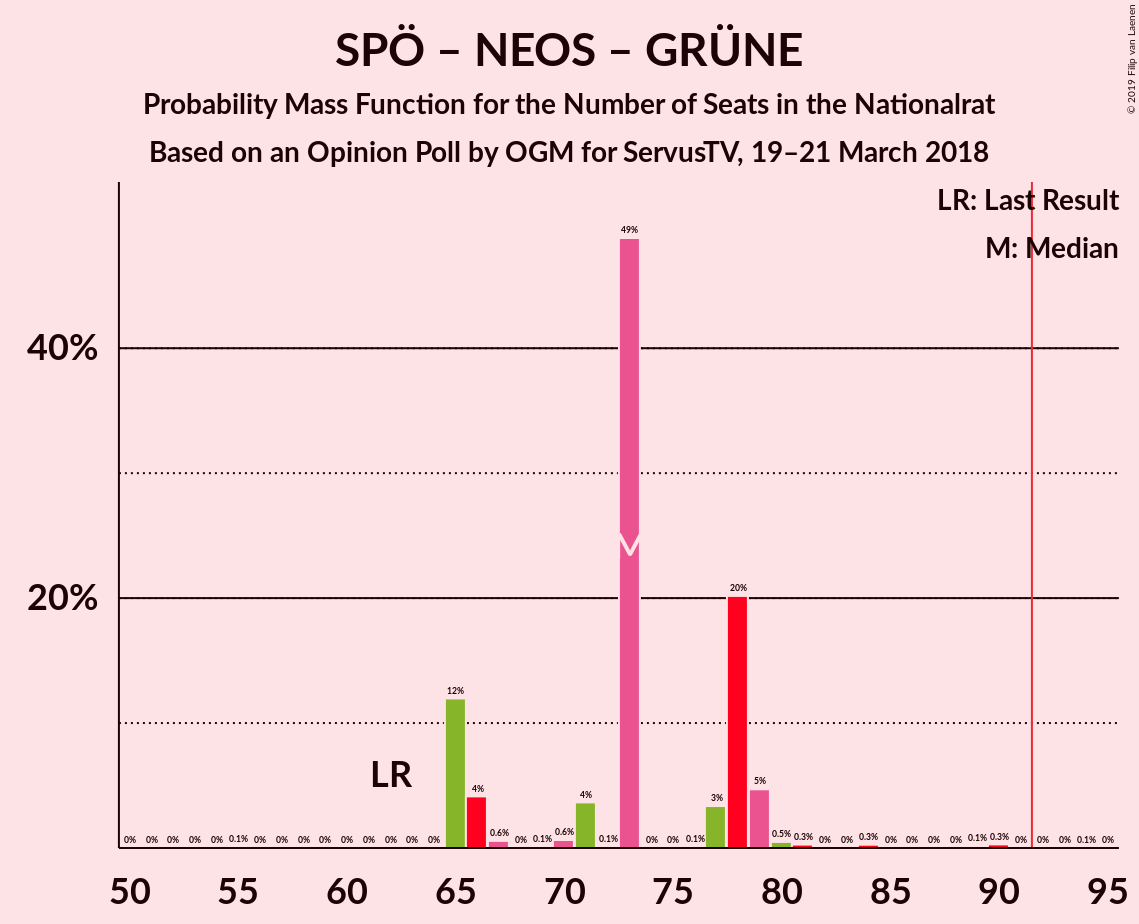 SPÖ – NEOS – GRÜNE
Probability Mass Function for the Number of Seats in the Nationalrat
Based on an Opinion Poll by OGM for ServusTV, 19–21 March 2018
© 2019 Filip van Laenen
LR: Last Result
M: Median
40%
20%
LR
0% 0% 0% 0% 0% 0.1% 0% 0% 0% 0% 0% 0% 0% 0% 0% 12% 4% 0.6% 0% 0.1% 0.6% 4% 0.1% 49% 0% 0% 0.1% 3% 20% 5% 0.5% 0.3% 0% 0% 0.3% 0% 0% 0% 0% 0.1% 0.3% 0% 0% 0% 0.1% 0%
50 55 60 65 70 75 80 85 90 95